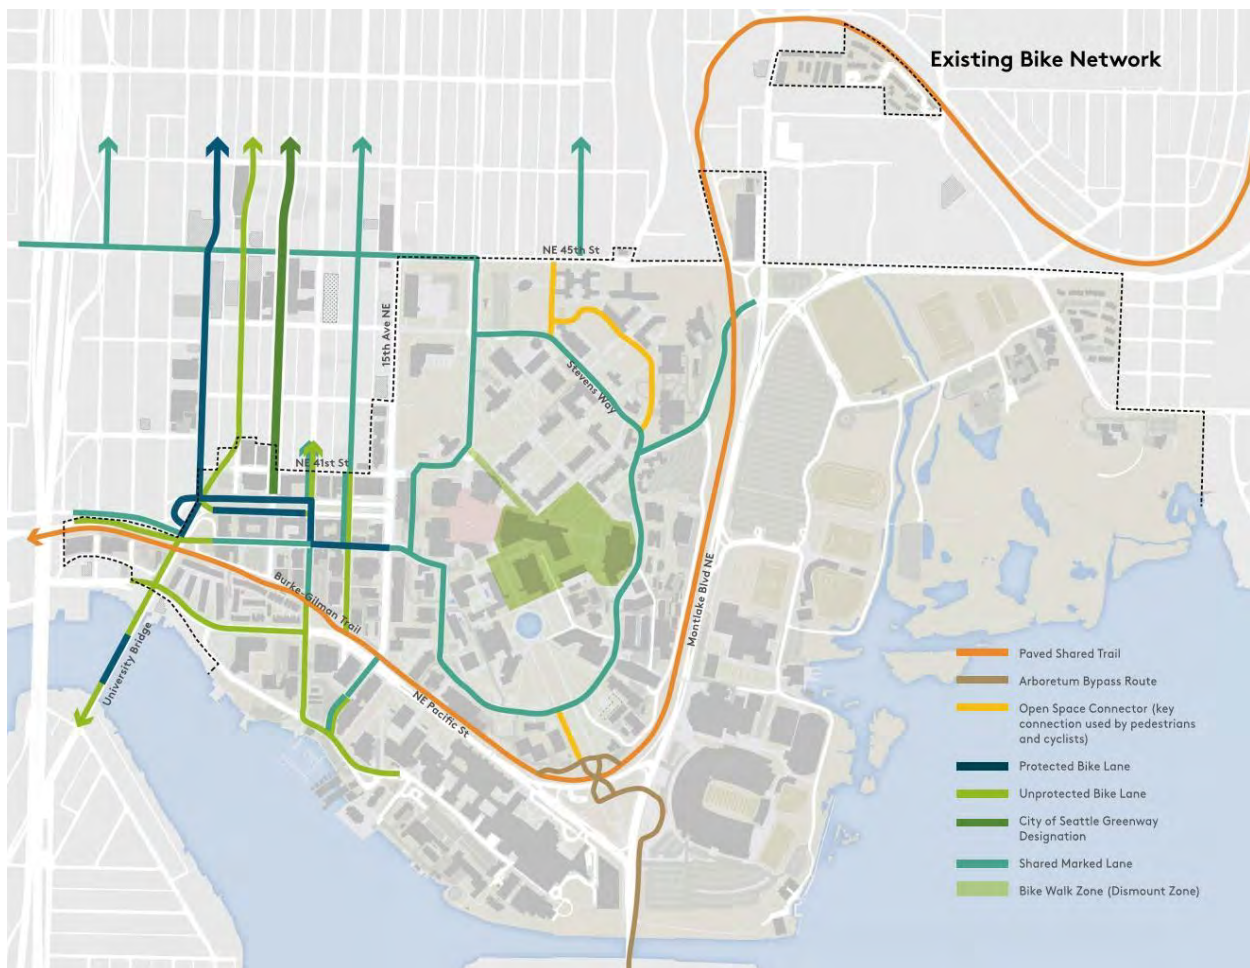 Existing Bike Network
NE 45th St
15th Ave NE
Stevens Way
NE 41st St
Burke-Gilman Trail
University Bridge
NE Pacific St
Montlake Blvd NE
Paved Shared Trail
Arboretum Bypass Route
Open Space Connector (key
connection used by pedestrians
and cyclists)
Protected Bike Lane
Unprotected Bike Lane
City of Seattle Greenway
Designation
Shared Marked Lane
Bike Walk Zone (Dismount Zone)